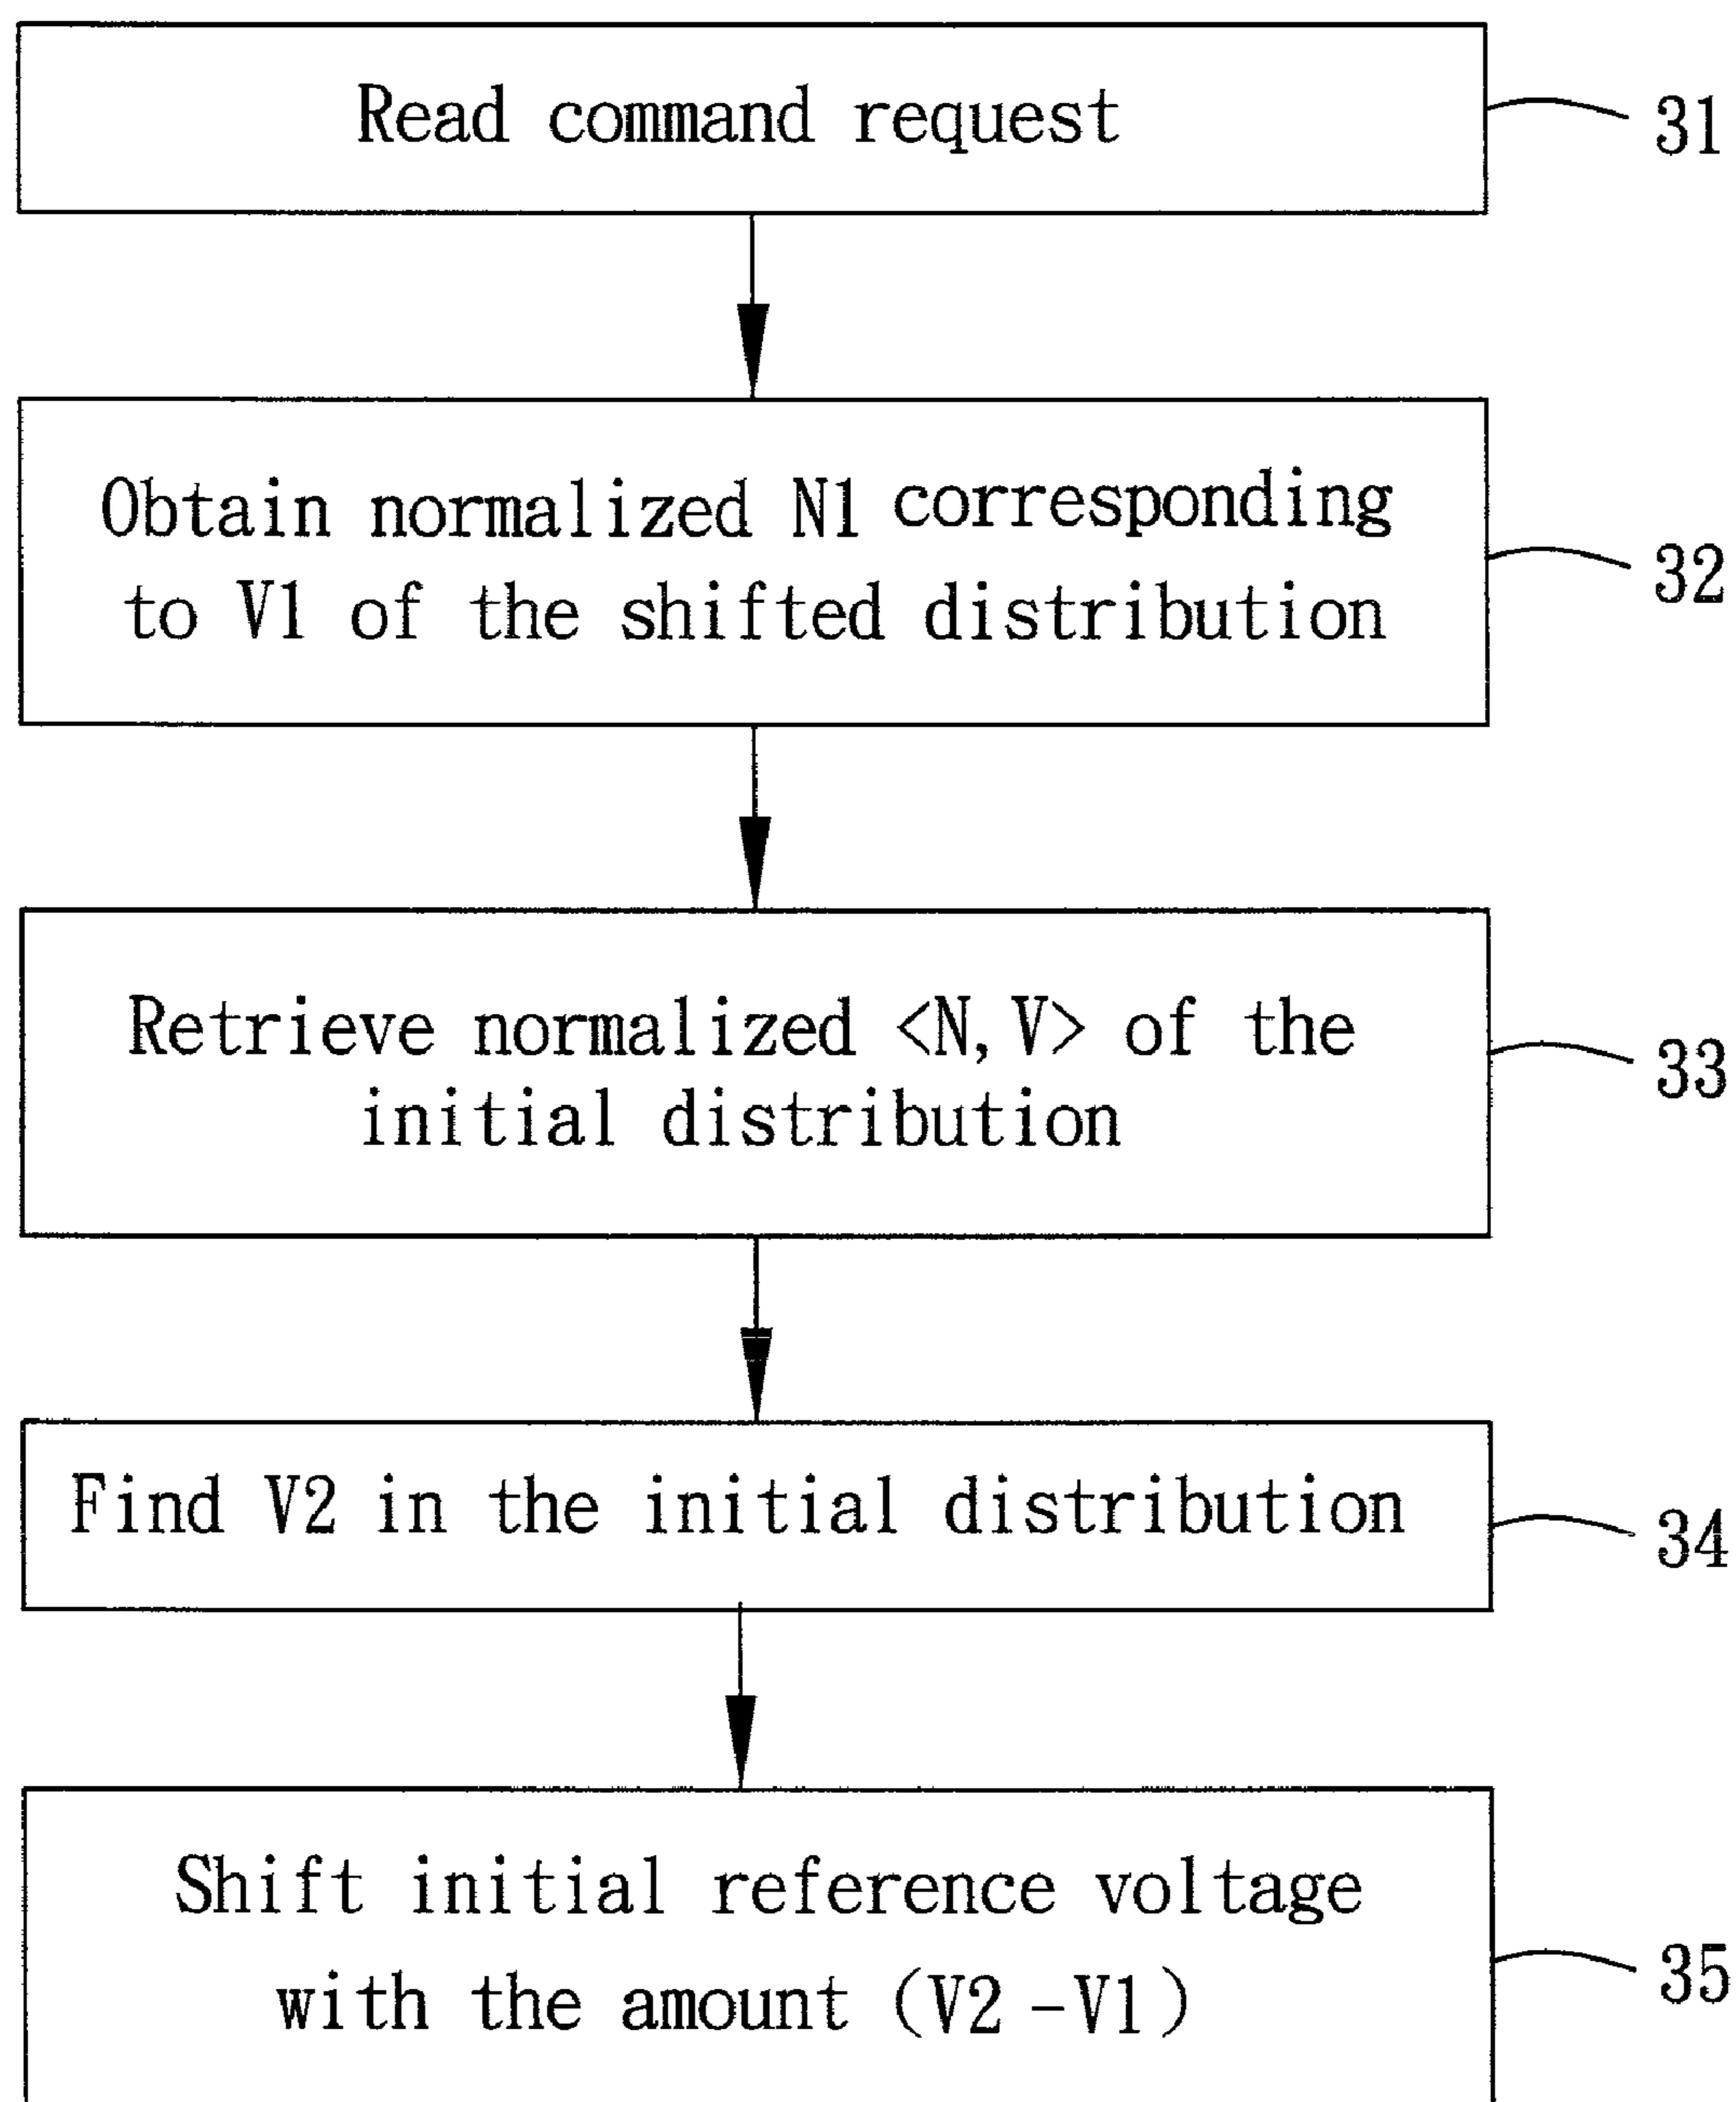 Read command request
31
Obtain normalized N1 corresponding
to V1 of the shifted distribution
32
Retrieve normalized <N,V> of the
initial distribution
33
Find V2 in the initial distribution
34
Shift initial reference voltage
with the amount (V2 -V1)
35